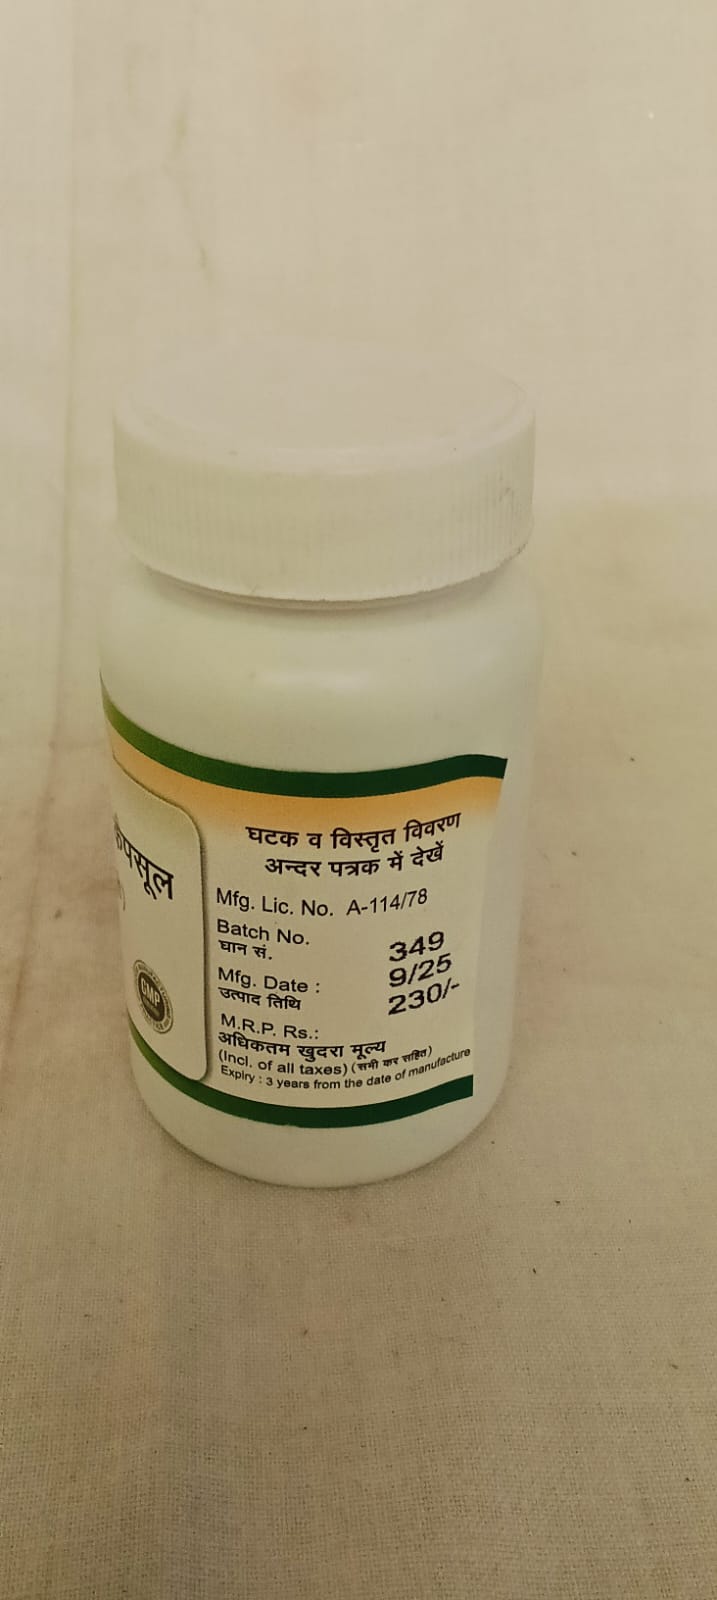 कैपसूल
GMP
घटक व विस्तृत विवरण
अन्दर पत्रक में देखें
Mfg. Lic. No. A-114/78
Batch No. 349
घान सं.
Mfg. Date : 9/25
उत्पाद तिथि
M.R.P. Rs.: 230/-
अधिकतम खुदरा मूल्य
(Incl. of all taxes) (सभी कर सहित)
Expiry : 3 years from the date of manufacture